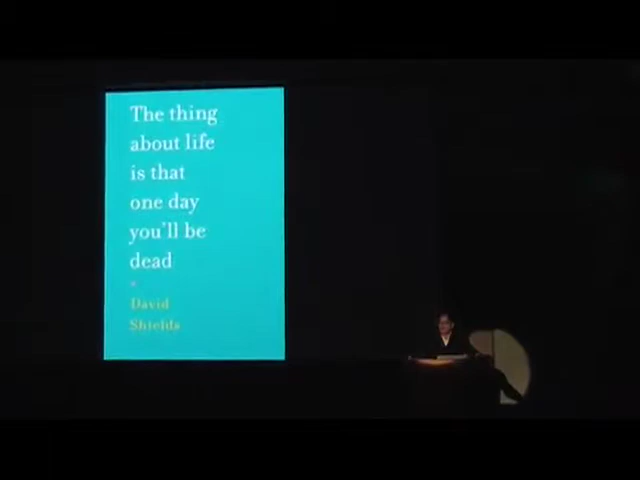 The thing
about life
is that
one day
you'll be
dead
David
Shields